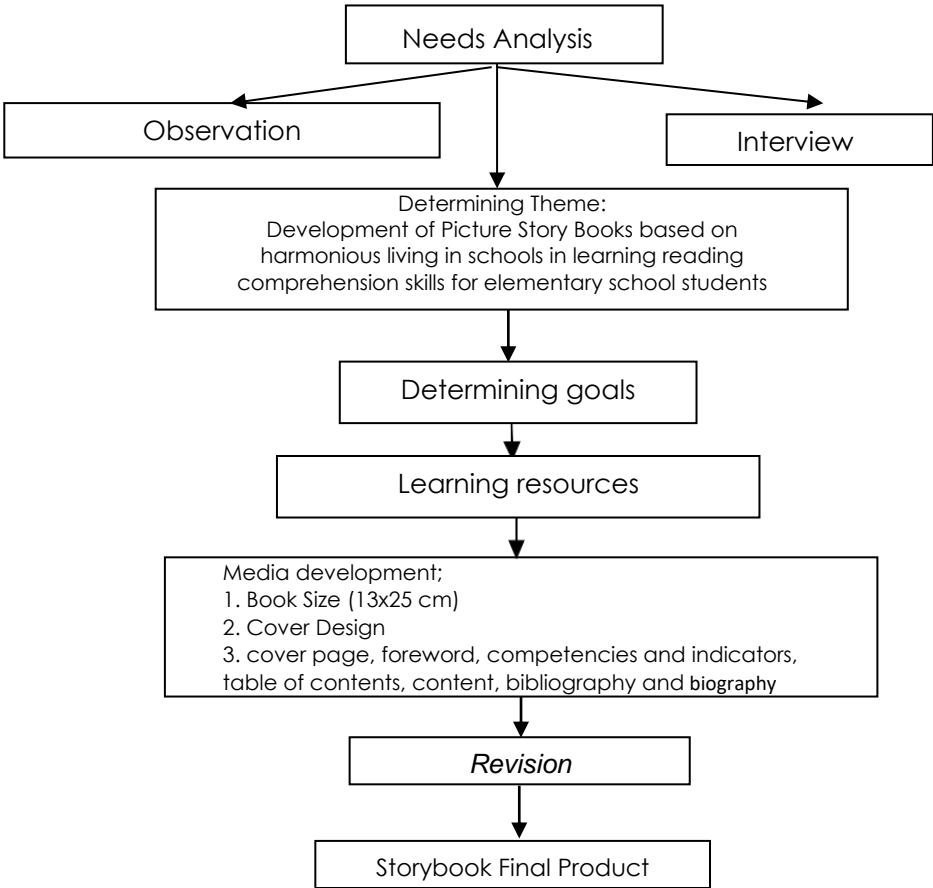 Needs Analysis
Observation
Interview
Determining Theme:
Development of Picture Story Books based on
harmonious living in schools in learning reading
comprehension skills for elementary school students
Determining goals
Learning resources
Media development;
1. Book Size (13x25 cm)
2. Cover Design
3. cover page, foreword, competencies and indicators,
table of contents, content, bibliography and biography
Revision
Storybook Final Product